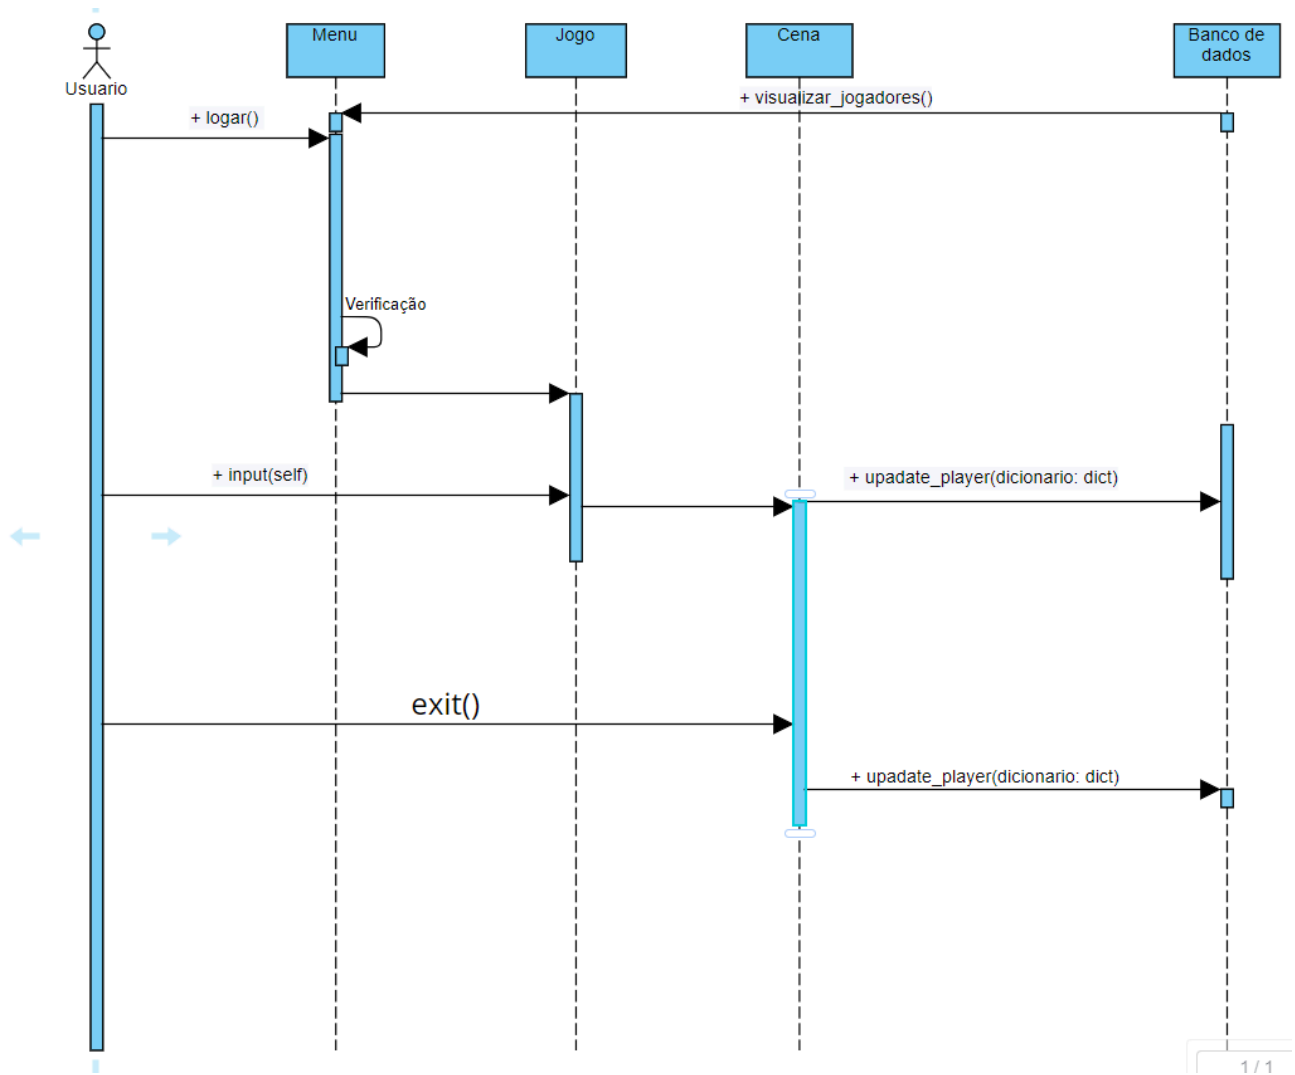 Menu
Jogo
Cena
Banco de
dados
Usuario
+ visualizar_jogadores()
+ logar()
Verificação
+ input(self)
+ upadate_player(dicionario: dict)
exit()
+ upadate_player(dicionario: dict)
1/1